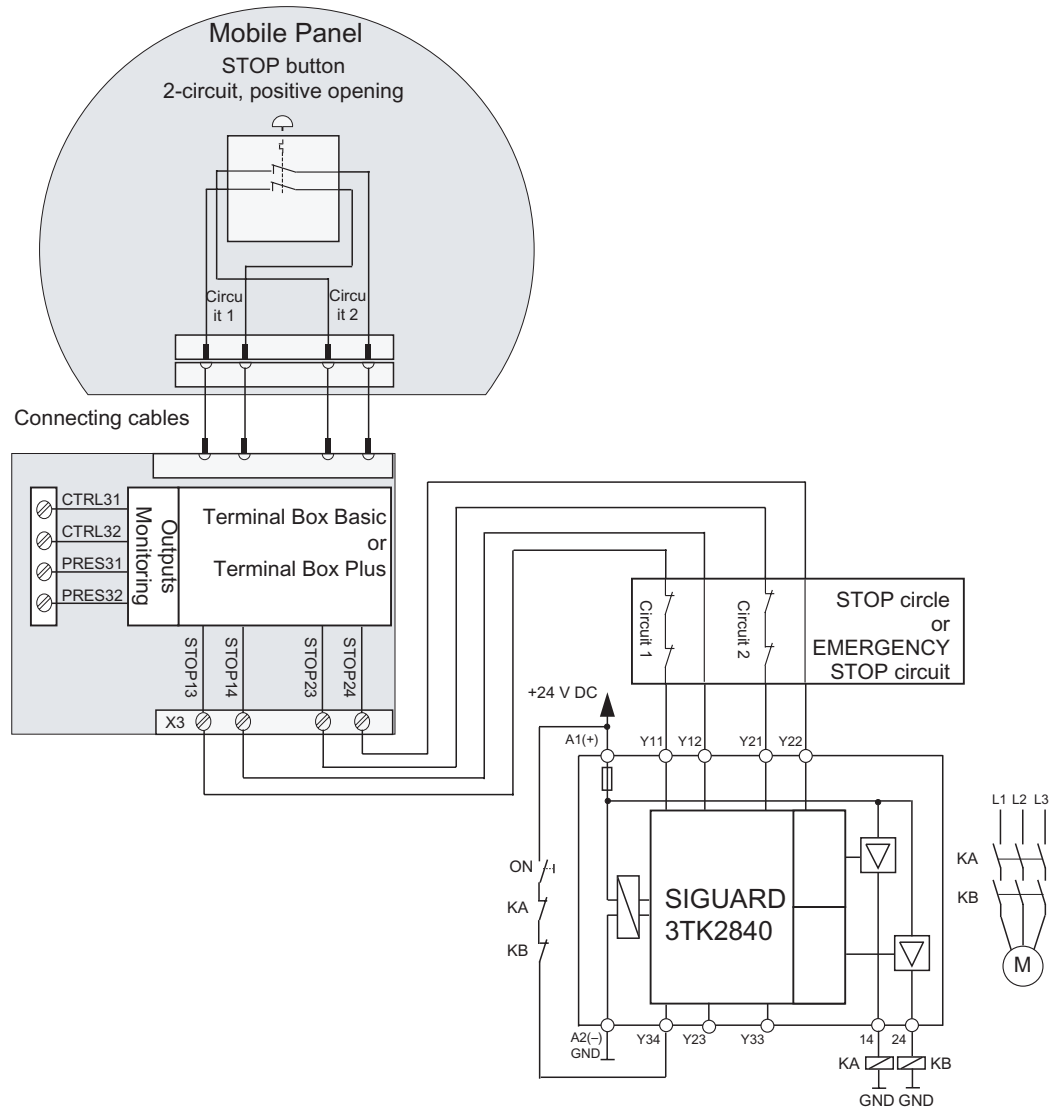 Mobile Panel
STOP button
2-circuit, positive opening
Circu
it 1
Circu
it 2
Connecting cables
CTRL31
CTRL32
PRES31
PRES32
Outputs
Monitoring
Terminal Box Basic
or
Terminal Box Plus
STOP13
STOP14
STOP23
STOP24
X3
Circuit 1
Circuit 2
STOP circle
or
EMERGENCY
STOP circuit
+24 V DC
A1(+)
Y11
Y12
Y21
Y22
L1 L2 L3
KA
KB
M
ON
KA
KB
SIGUARD
3TK2840
A2(–)
GND
Y34
Y23
Y33
14
24
KA
KB
GND GND